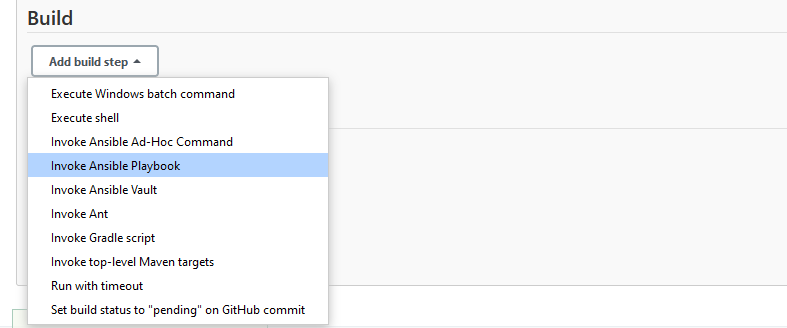 Build
Add build step
Execute Windows batch command
Execute shell
Invoke Ansible Ad-Hoc Command
Invoke Ansible Playbook
Invoke Ansible Vault
Invoke Ant
Invoke Gradle script
Invoke top-level Maven targets
Run with timeout
Set build status to "pending" on GitHub commit